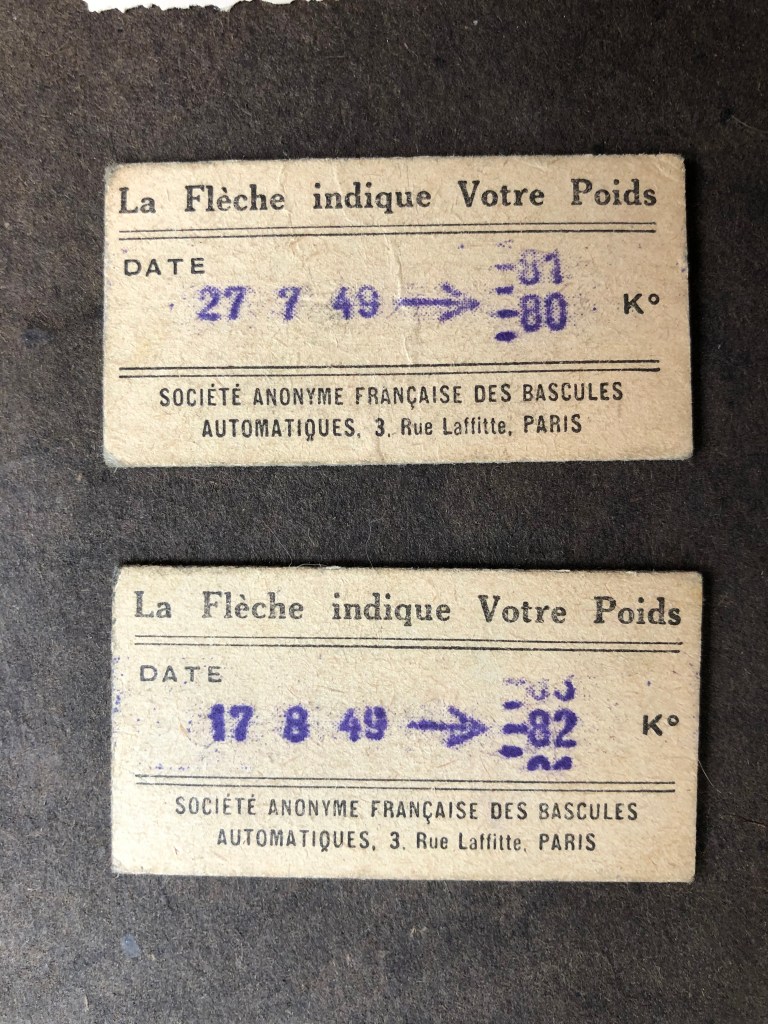 La Flèche indique Votre Poids
DATE
81
27 7 49 → 80 K°
SOCIÉTÉ ANONYME FRANÇAISE DES BASCULES
AUTOMATIQUES, 3, Rue Laffitte, PARIS
La Flèche indique Votre Poids
DATE
17 8 49 → 82 K°
SOCIÉTÉ ANONYME FRANÇAISE DES BASCULES
AUTOMATIQUES, 3, Rue Laffitte, PARIS